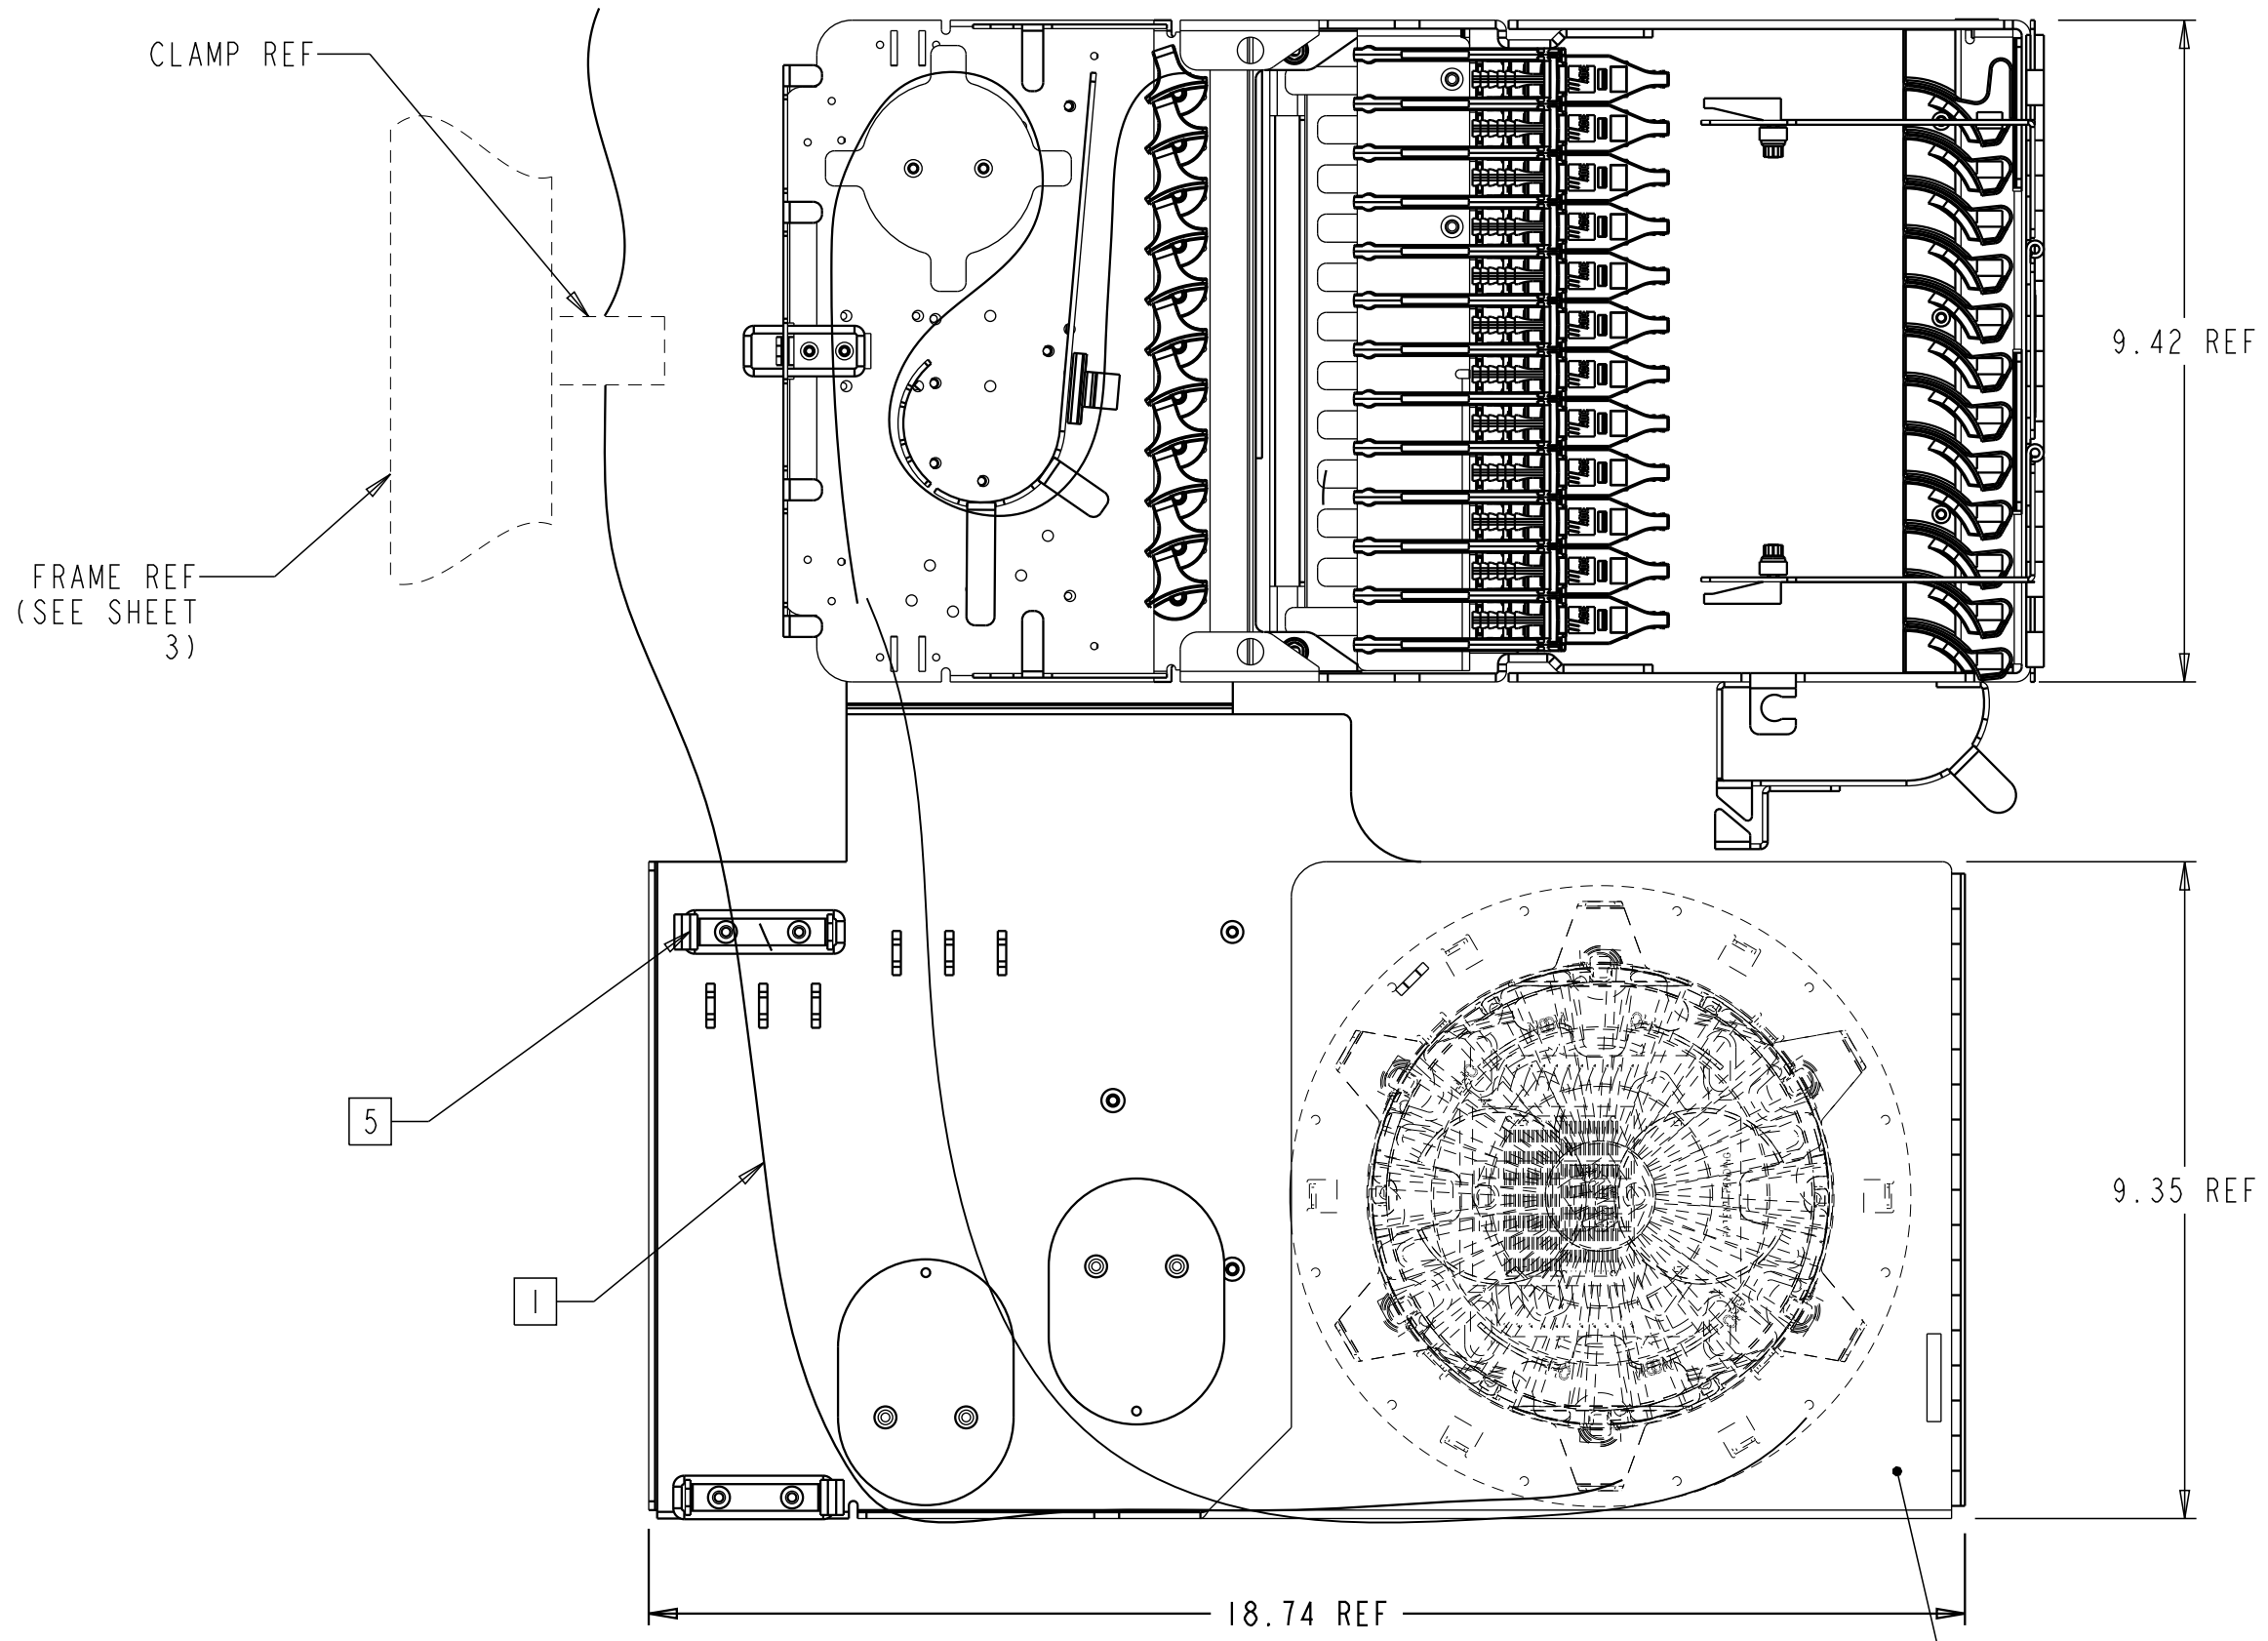 CLAMP REF
9.42 REF
FRAME REF
(SEE SHEET
3)
5
9.35 REF
1
18.74 REF